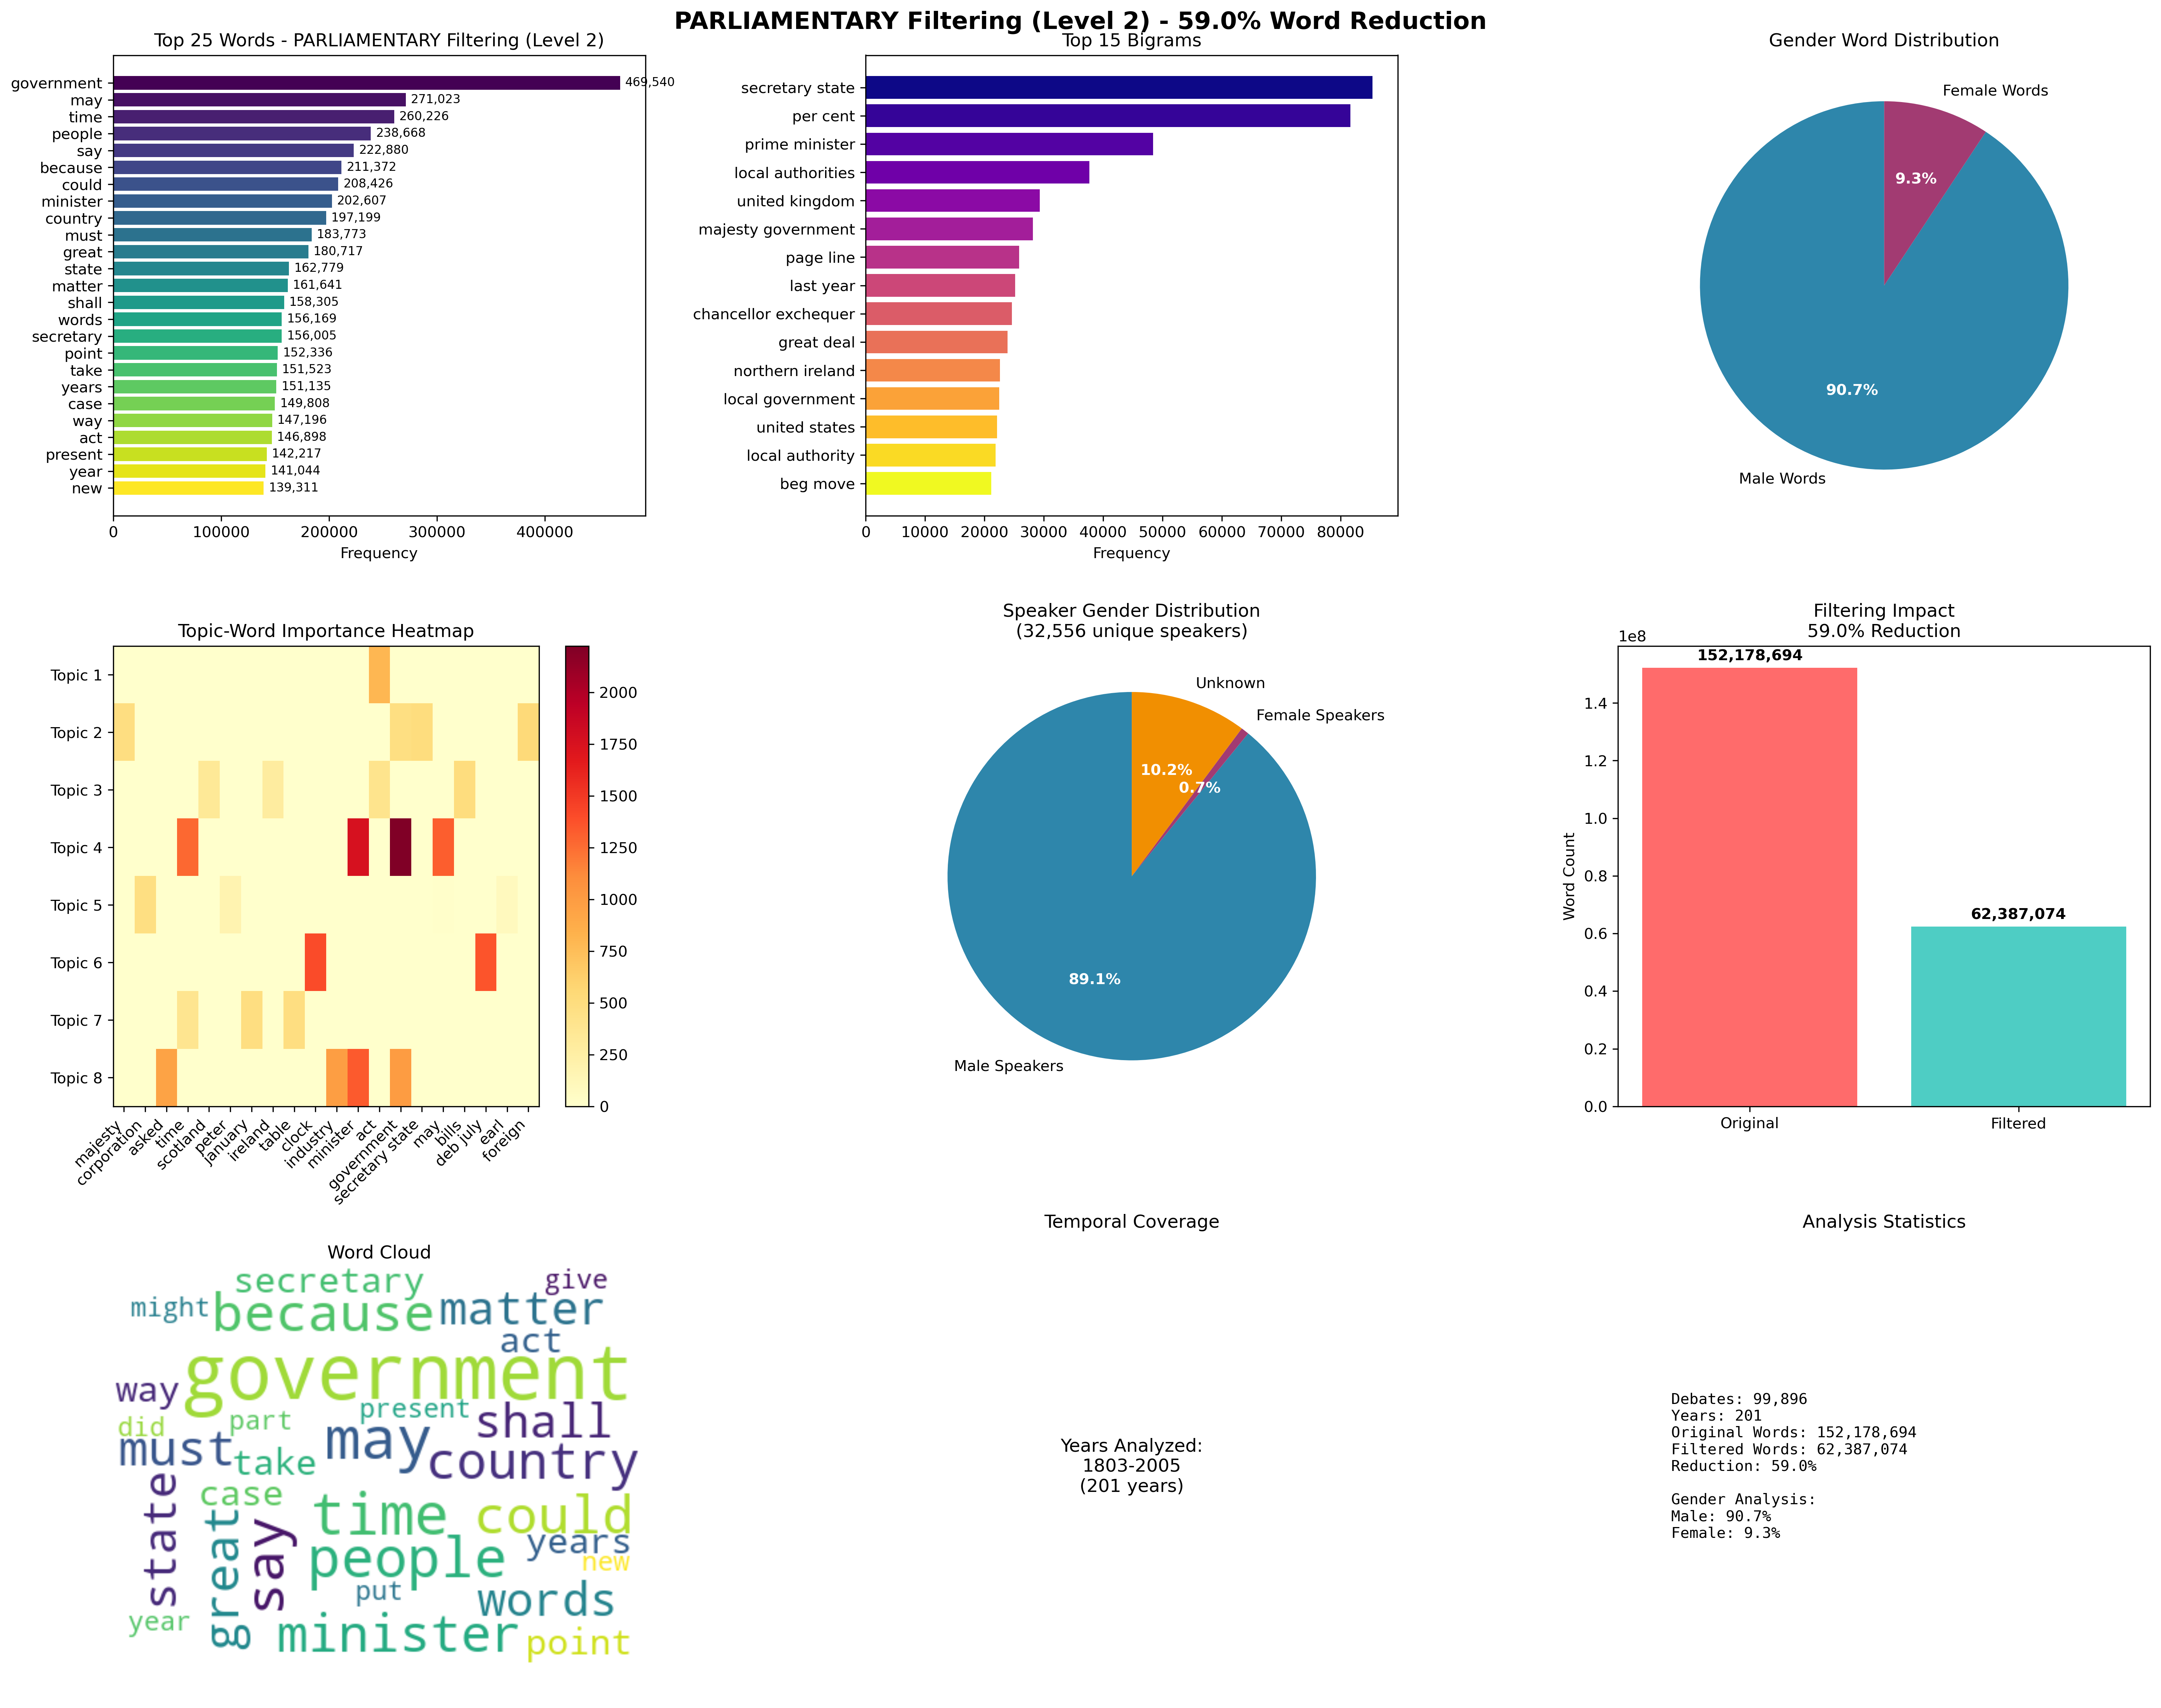 PARLIAMENTARY Filtering (Level 2) - 59.0% Word Reduction
Top 25 Words - PARLIAMENTARY Filtering (Level 2)
government 469,540
may 271,023
time 260,226
people 238,668
say 222,880
because 211,372
could 208,426
minister 202,607
country 197,199
must 183,773
great 180,717
state 162,779
matter 161,641
shall 158,305
words 156,169
secretary 156,005
point 152,336
take 151,523
years 151,135
case 149,808
way 147,196
act 146,898
present 142,217
year 141,044
new 139,311
0 100000 200000 300000 400000
Frequency
Top 15 Bigrams
secretary state
per cent
prime minister
local authorities
united kingdom
majesty government
page line
last year
chancellor exchequer
great deal
northern ireland
local government
united states
local authority
beg move
0 10000 20000 30000 40000 50000 60000 70000 80000
Frequency
Gender Word Distribution
Female Words
9.3%
90.7%
Male Words
Topic-Word Importance Heatmap
Topic 1
Topic 2
Topic 3
Topic 4
Topic 5
Topic 6
Topic 7
Topic 8
2000
1750
1500
1250
1000
750
500
250
0
majesty
corporation
asked
time
scotland
peter
january
ireland
table
clock
industry
minister
act
government
secretary state
may
bills
deb july
earl
foreign
Speaker Gender Distribution
(32,556 unique speakers)
Unknown
Female Speakers
10.2%
0.7%
89.1%
Male Speakers
Filtering Impact
59.0% Reduction
1e8
152,178,694
62,387,074
Word Count
1.4
1.2
1.0
0.8
0.6
0.4
0.2
0.0
Original Filtered
Word Cloud
secretary give
might because matter
act
government
way
present
did part shall
must take may country
state case
great say time could
years
people new
put words
year minister point
Temporal Coverage
Years Analyzed:
1803-2005
(201 years)
Analysis Statistics
Debates: 99,896
Years: 201
Original Words: 152,178,694
Filtered Words: 62,387,074
Reduction: 59.0%
Gender Analysis:
Male: 90.7%
Female: 9.3%